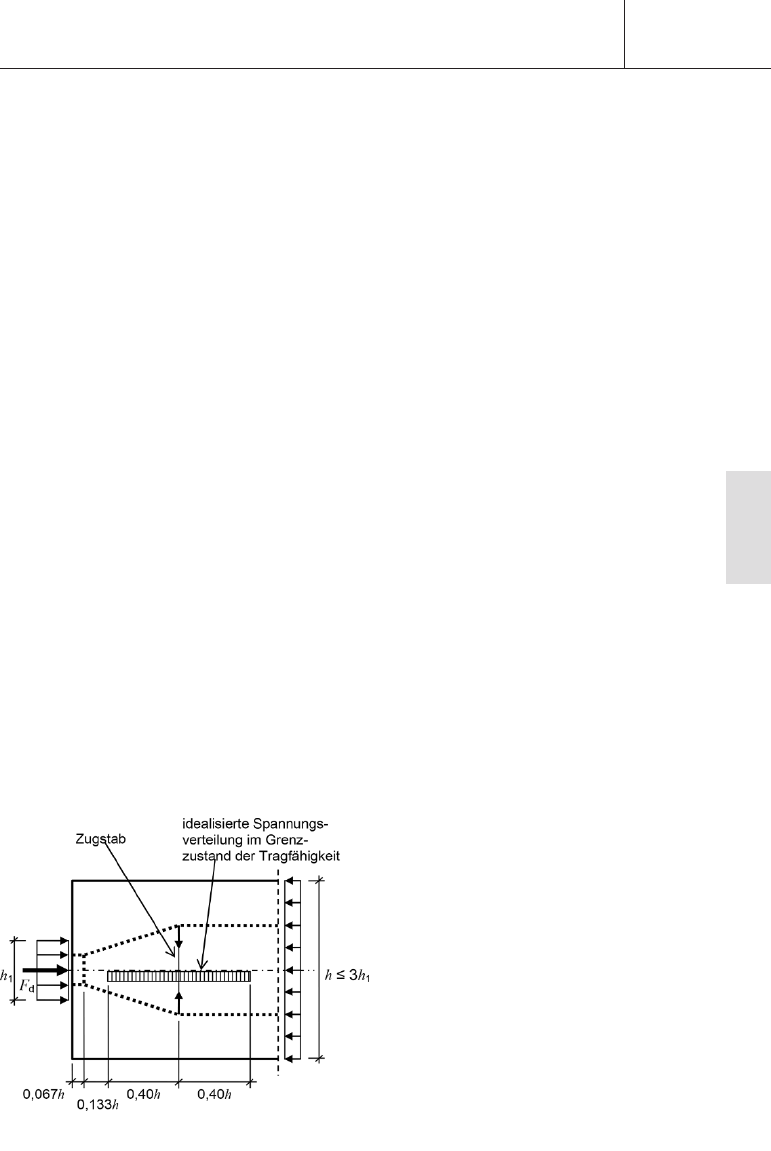 idealisierte Spannungs-
verteilung im Grenz-
zustand der Tragfähigkeit
Zugstab
h₁
F_d
h ≤ 3h₁
0,067h
0,133h
0,40h
0,40h